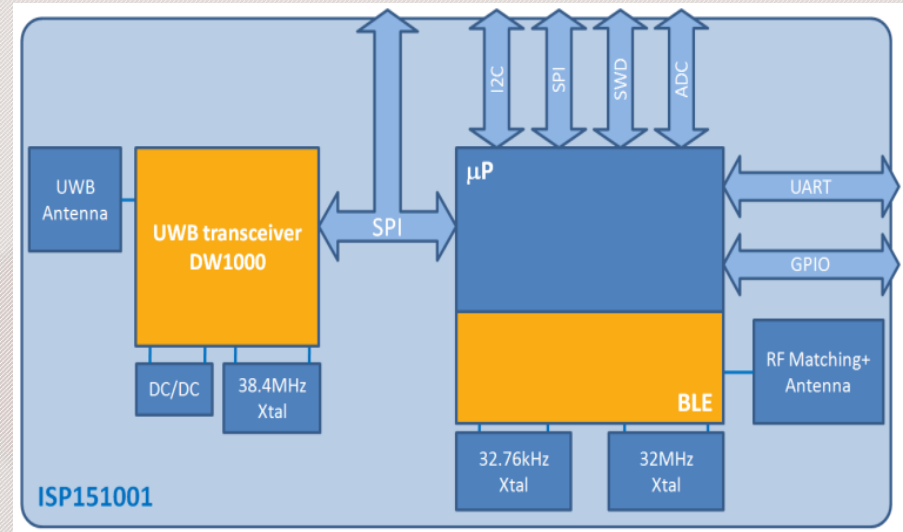 I2C
SPI
SWD
ADC
UWB
Antenna
UWB transceiver
DW1000
SPI
μP
UART
GPIO
DC/DC
38.4MHz
Xtal
RF Matching+
Antenna
BLE
32.76kHz
Xtal
32MHz
Xtal
ISP151001